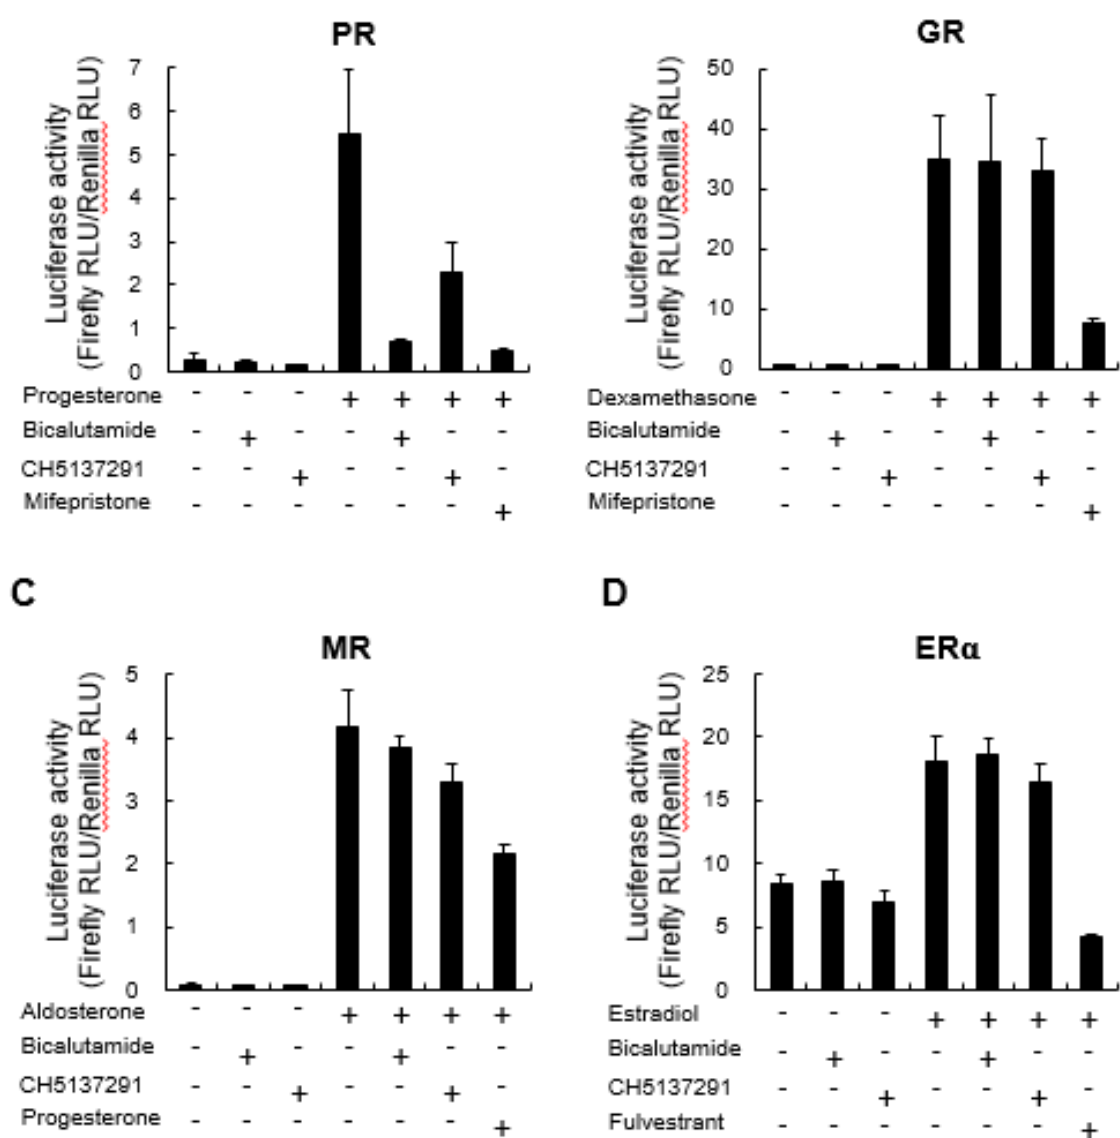 PR
Luciferase activity
(Firefly RLU/Renilla RLU)
7
6
5
4
3
2
1
0
Progesterone - - - + + + +
Bicalutamide - + - - + - -
CH5137291 - - + - - + -
Mifepristone - - - - - - +
GR
Luciferase activity
(Firefly RLU/Renilla RLU)
50
40
30
20
10
0
Dexamethasone - - - + + + +
Bicalutamide - + - - + - -
CH5137291 - - + - - + -
Mifepristone - - - - - - +
C
MR
Luciferase activity
(Firefly RLU/Renilla RLU)
5
4
3
2
1
0
Aldosterone - - - + + + +
Bicalutamide - + - - + - -
CH5137291 - - + - - + -
Progesterone - - - - - - +
D
ERα
Luciferase activity
(Firefly RLU/Renilla RLU)
25
20
15
10
5
0
Estradiol - - - + + + +
Bicalutamide - + - - + - -
CH5137291 - - + - - + -
Fulvestrant - - - - - - +